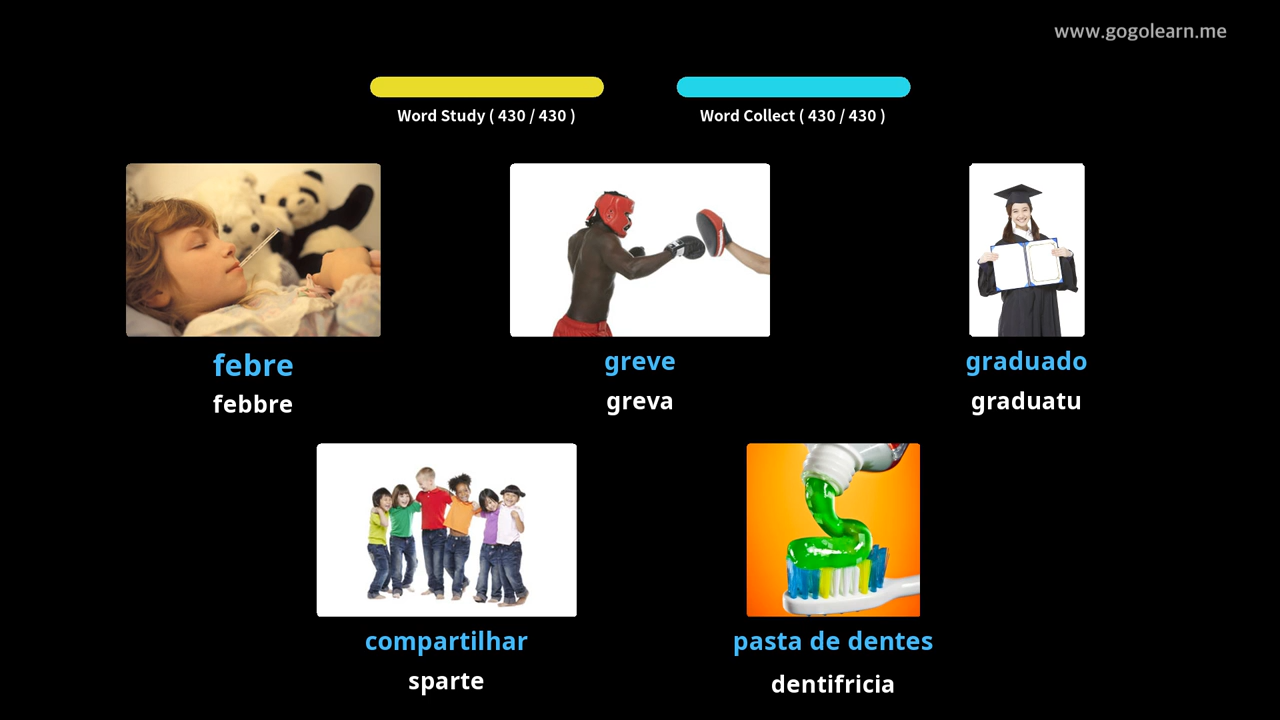 www.gogolearn.me
Word Study ( 430 / 430 )
Word Collect ( 430 / 430 )
febre
febbre
greve
greva
graduado
graduatu
compartilhar
sparte
pasta de dentes
dentifricia